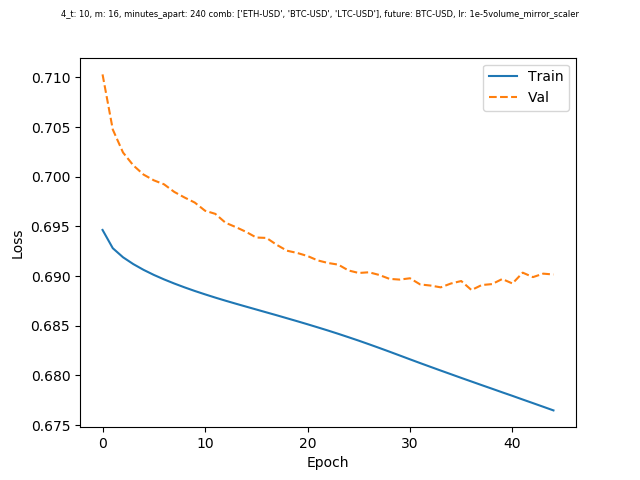 4_t: 10, m: 16, minutes_apart: 240 comb: ['ETH-USD', 'BTC-USD', 'LTC-USD'], future: BTC-USD, lr: 1e-5volume_mirror_scaler
Train
Val
0.710
0.705
0.700
0.695
0.690
0.685
0.680
0.675
Loss
0 10 20 30 40
Epoch